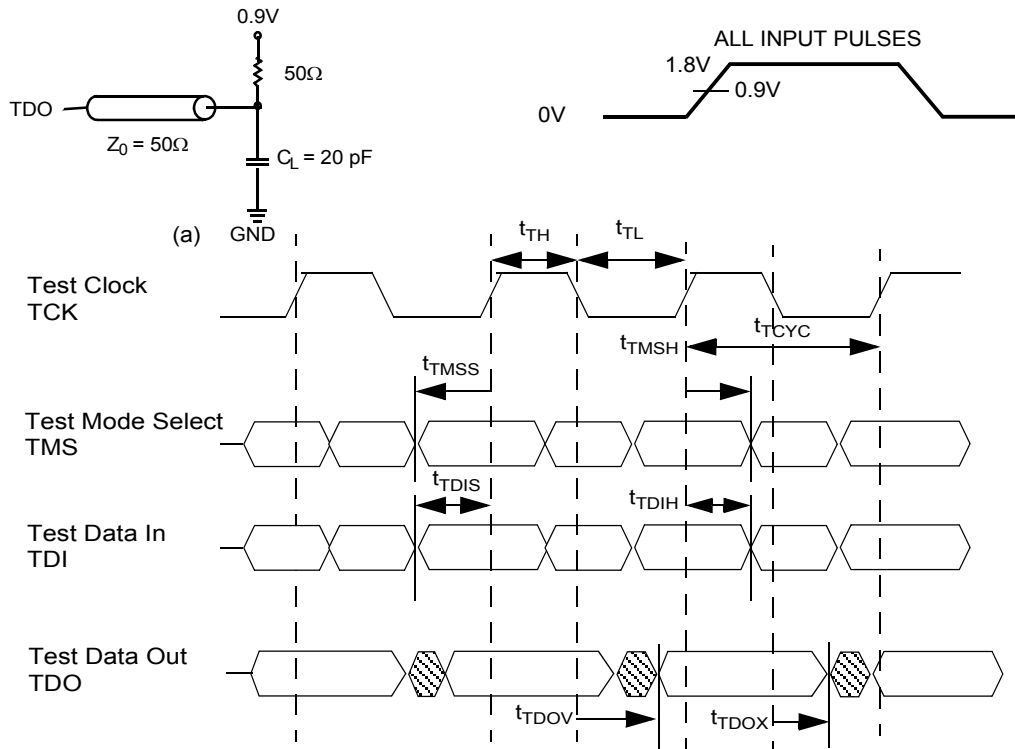 0.9V
50Ω
TDO
Z0 = 50Ω
CL = 20 pF
(a) GND
ALL INPUT PULSES
1.8V
0.9V
0V
tTH
tTL
Test Clock
TCK
tTCYC
tTMSH
tTMSS
Test Mode Select
TMS
tTDIS
tTDIH
Test Data In
TDI
Test Data Out
TDO
tTDOV
tTDOX